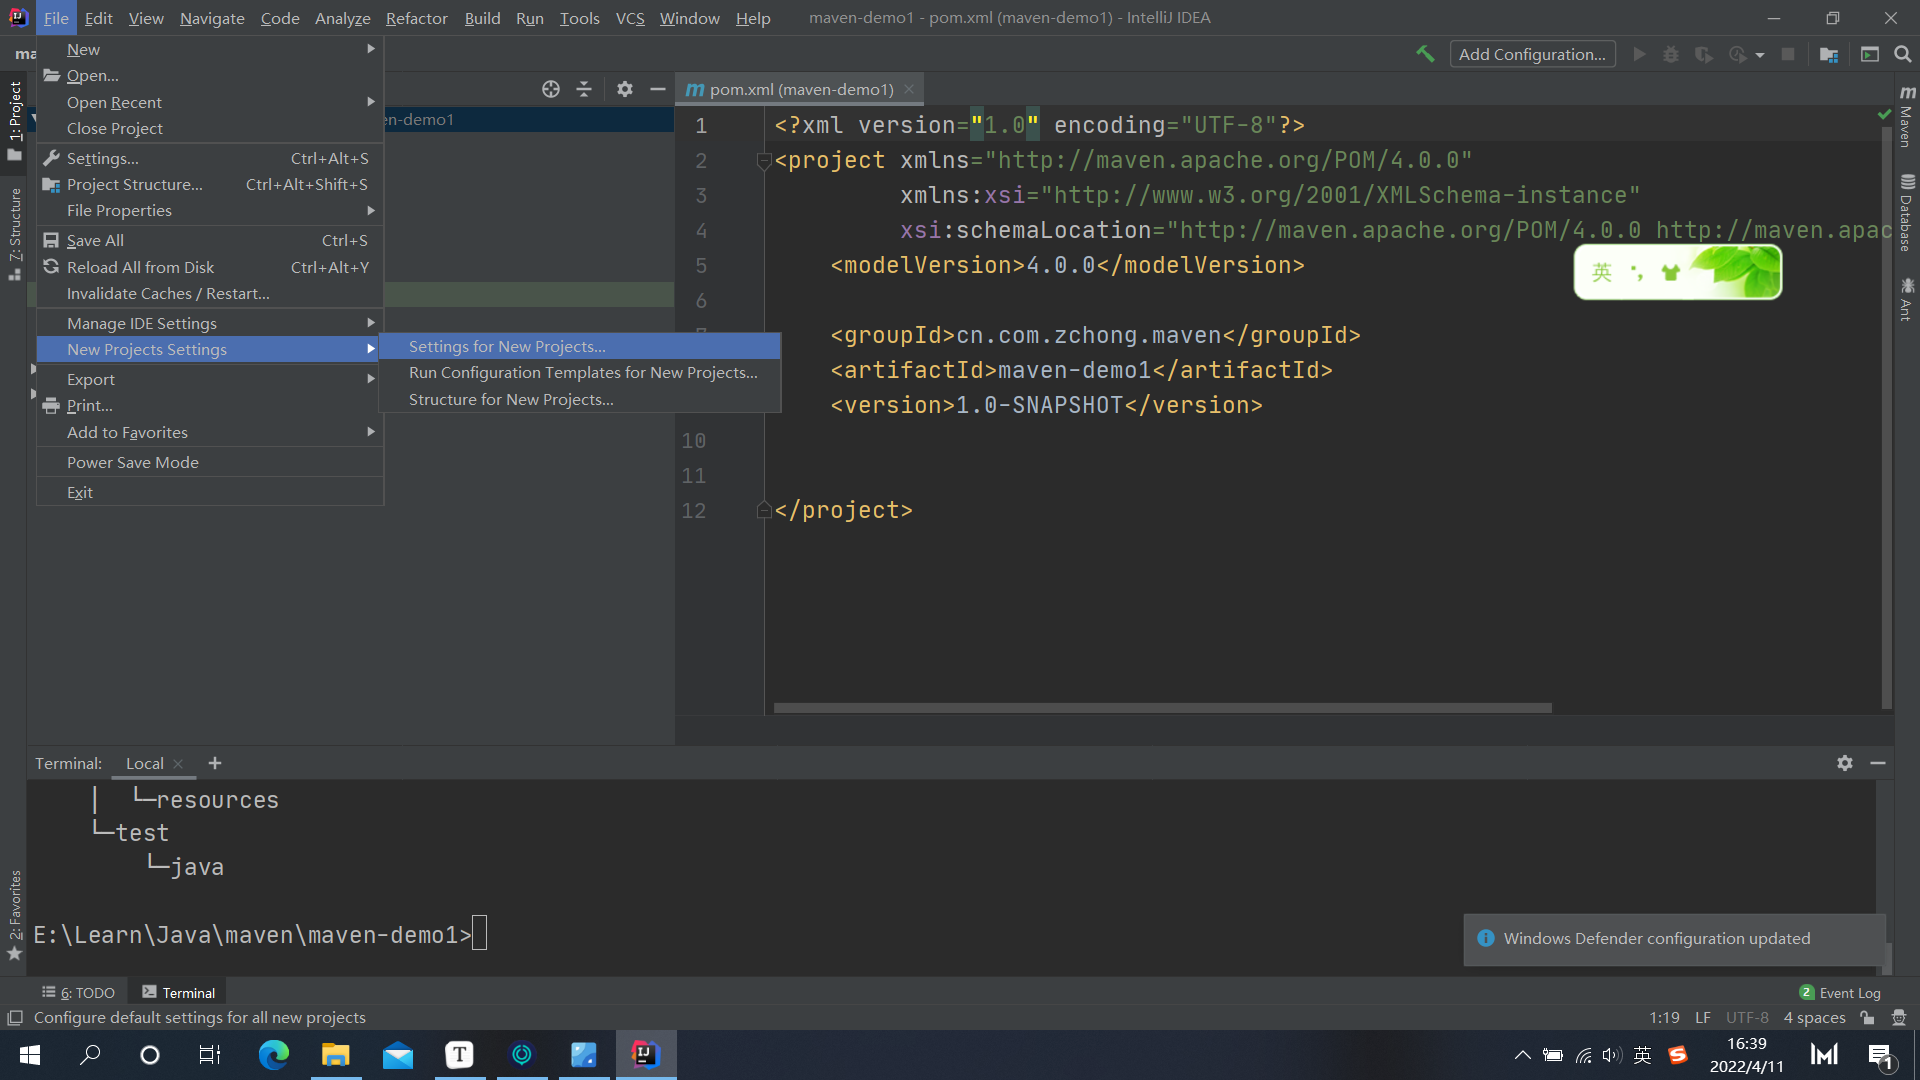 File Edit View Navigate Code Analyze Refactor Build Run Tools VCS Window Help maven-demo1 - pom.xml (maven-demo1) - IntelliJ IDEA
ma
Add Configuration...
New
Open...
Open Recent
Close Project
Settings... Ctrl+Alt+S
Project Structure... Ctrl+Alt+Shift+S
File Properties
Save All Ctrl+S
Reload All from Disk Ctrl+Alt+Y
Invalidate Caches / Restart...
Manage IDE Settings
New Projects Settings
Export
Print...
Add to Favorites
Power Save Mode
Exit
Settings for New Projects...
Run Configuration Templates for New Projects...
Structure for New Projects...
1: Project
7: Structure
2: Favorites
en-demo1
m pom.xml (maven-demo1)
1 <?xml version="1.0" encoding="UTF-8"?>
2 <project xmlns="http://maven.apache.org/POM/4.0.0"
3 xmlns:xsi="http://www.w3.org/2001/XMLSchema-instance"
4 xsi:schemaLocation="http://maven.apache.org/POM/4.0.0 http://maven.apac
5 <modelVersion>4.0.0</modelVersion>
6
<groupId>cn.com.zchong.maven</groupId>
<artifactId>maven-demo1</artifactId>
<version>1.0-SNAPSHOT</version>
10
11
12 </project>
英
m Maven
Database
Ant
Terminal: Local +
│ └─resources
└─test
└─java
E:\Learn\Java\maven\maven-demo1>
Windows Defender configuration updated
6: TODO
Terminal
2 Event Log
Configure default settings for all new projects
1:19 LF UTF-8 4 spaces
T
IJ
英
S
16:39
2022/4/11
1